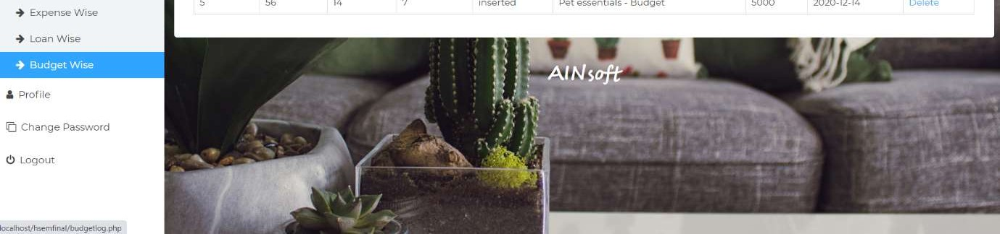 Expense Wise
Loan Wise
Budget Wise
Profile
Change Password
Logout
localhost/hsemfinal/budgetlog.php
5 56 14 7 inserted Pet essentials - Budget 5000 2020-12-14 Delete
AINsoft